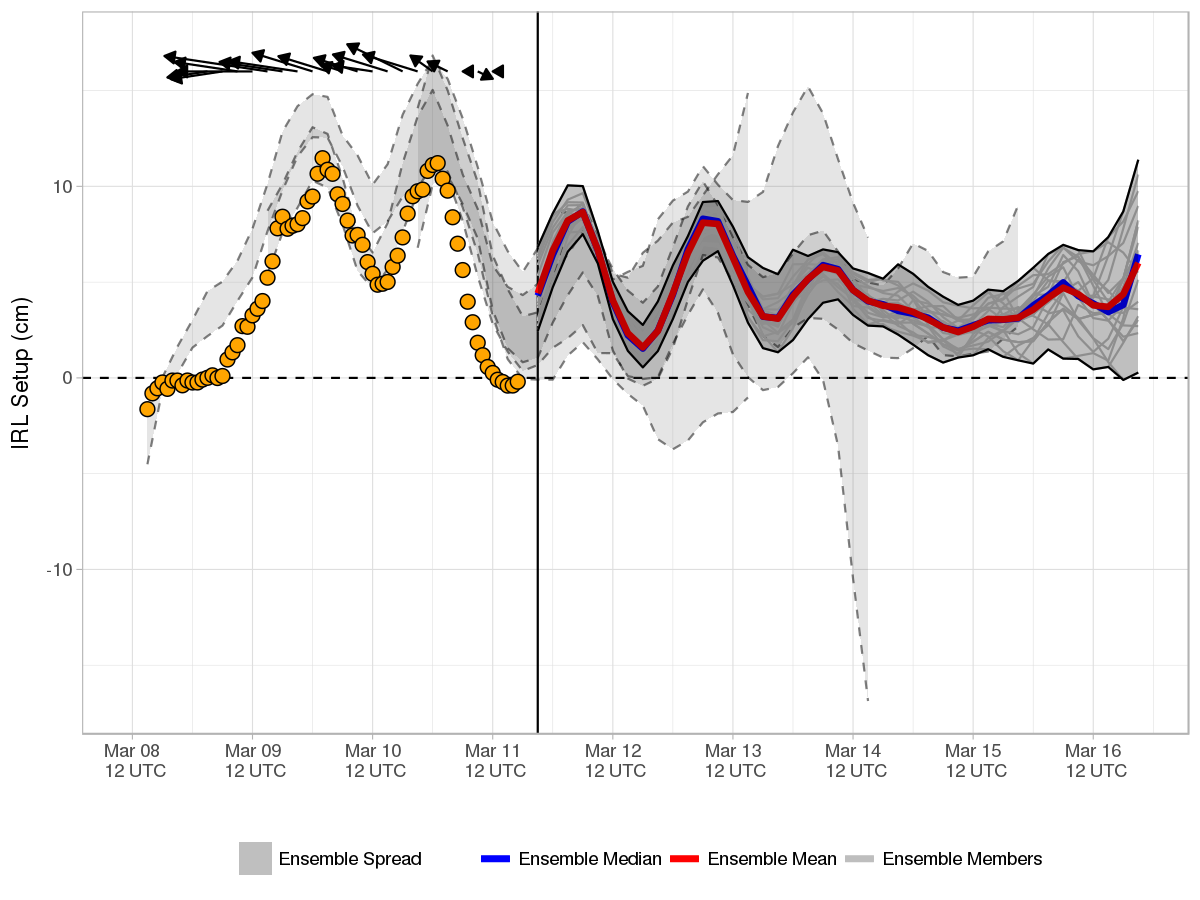 IRL Setup (cm)
10
0
-10
Mar 08
12 UTC
Mar 09
12 UTC
Mar 10
12 UTC
Mar 11
12 UTC
Mar 12
12 UTC
Mar 13
12 UTC
Mar 14
12 UTC
Mar 15
12 UTC
Mar 16
12 UTC
Ensemble Spread
Ensemble Median
Ensemble Mean
Ensemble Members